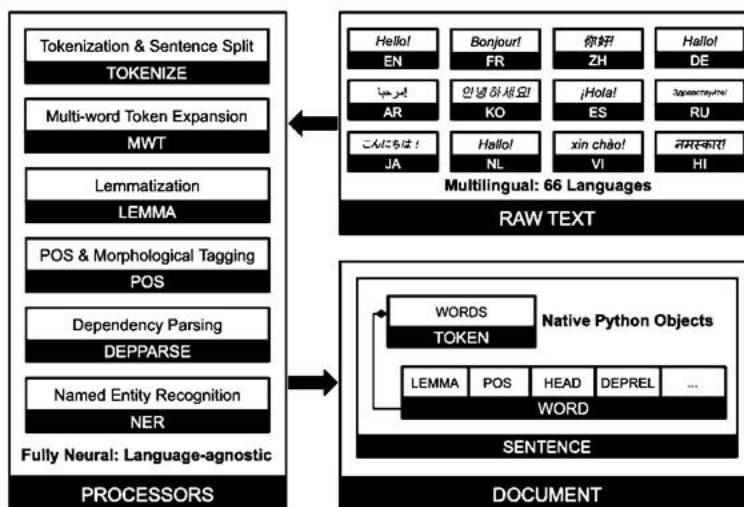 Tokenization & Sentence Split
TOKENIZE
Multi-word Token Expansion
MWT
Lemmatization
LEMMA
POS & Morphological Tagging
POS
Dependency Parsing
DEPPARSE
Named Entity Recognition
NER
Fully Neural: Language-agnostic
PROCESSORS
Hello!
EN
Bonjour!
FR
你好!
ZH
Hallo!
DE
مرحبا!
AR
안녕하세요!
KO
¡Hola!
ES
Здравствуйте!
RU
こんにちは!
JA
Hallo!
NL
xin chào!
VI
नमस्कार!
HI
Multilingual: 66 Languages
RAW TEXT
WORDS
TOKEN
Native Python Objects
LEMMA POS HEAD DEPREL ...
WORD
SENTENCE
DOCUMENT